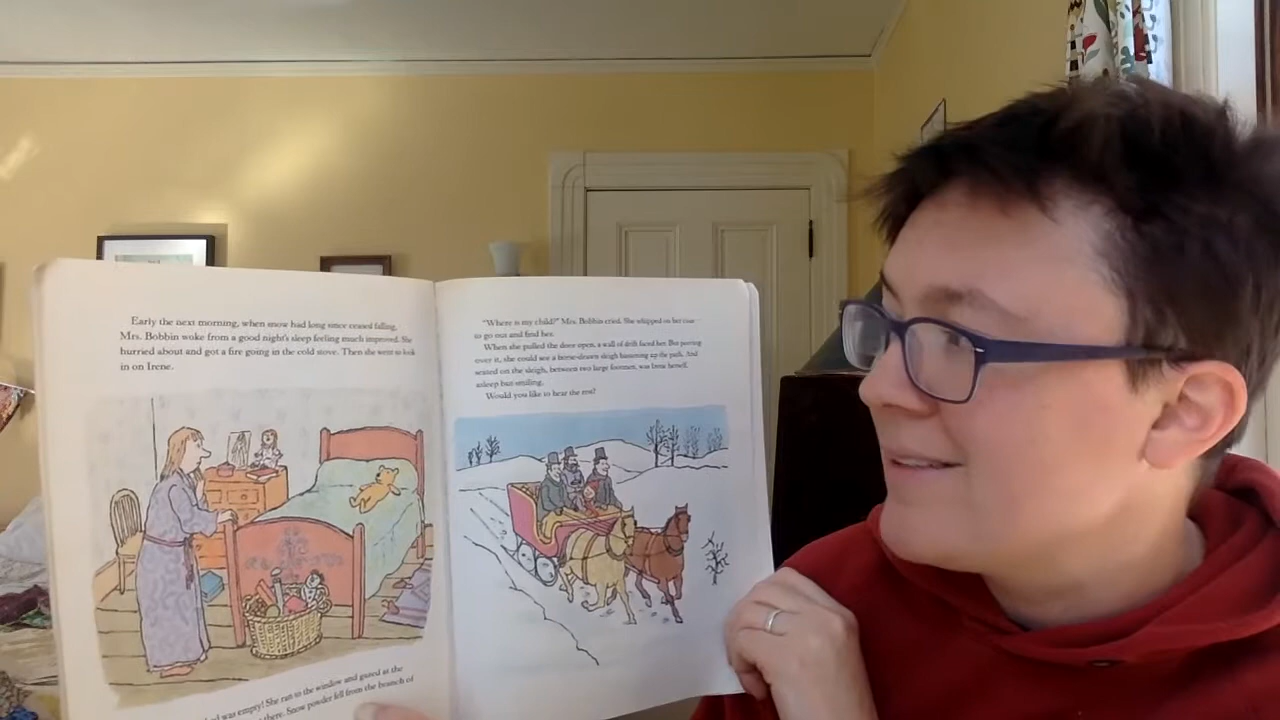 Early the next morning, when snow had long since ceased falling,
Mrs. Bobbin woke from a good night's sleep feeling much improved. She
hurried about and got a fire going in the cold stove. Then she went to look
in on Irene.
was empty! She ran to the window and gazed at the
there. Snow powder fell from the branch of
"Where is my child?" Mrs. Bobbin cried. She whipped on her coat
to go out and find her.
When she pulled the door open, a wall of drift faced her. But peering
over it, she could see a horse-drawn sleigh hastening up the path. And
seated on the sleigh, between two large footmen, was Irene herself,
asleep but smiling.
Would you like to hear the rest?